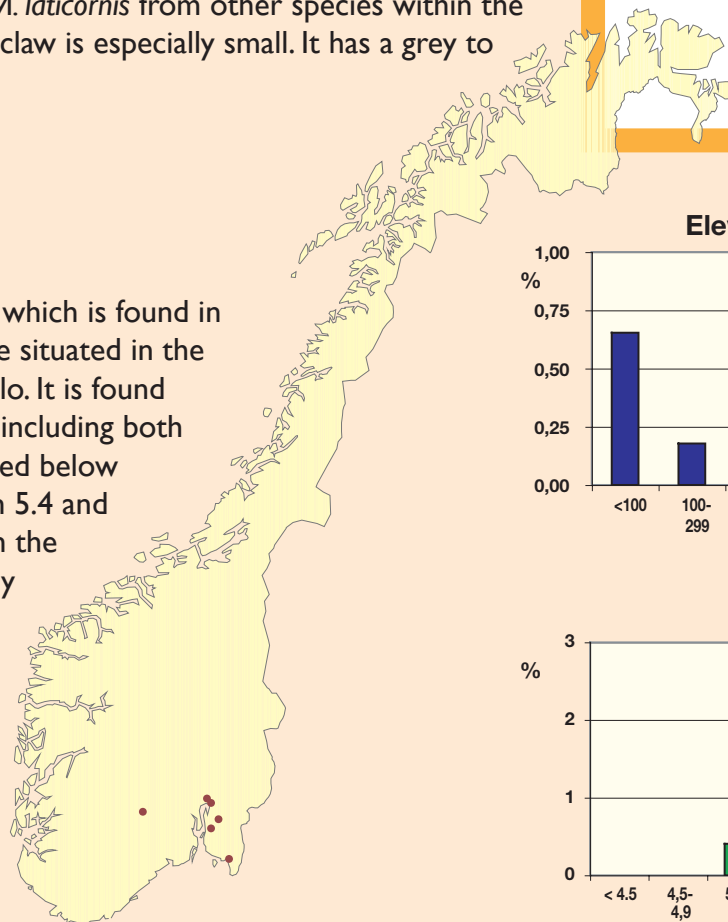 M. laticornis from other species within the
claw is especially small. It has a grey to
which is found in
situated in the
lo. It is found
including both
ed below
5.4 and
the
Ele
1,00
%
0,75
0,50
0,25
0,00
<100
100-
299
3
%
2
1
0
< 4.5
4,5-
4,9
5